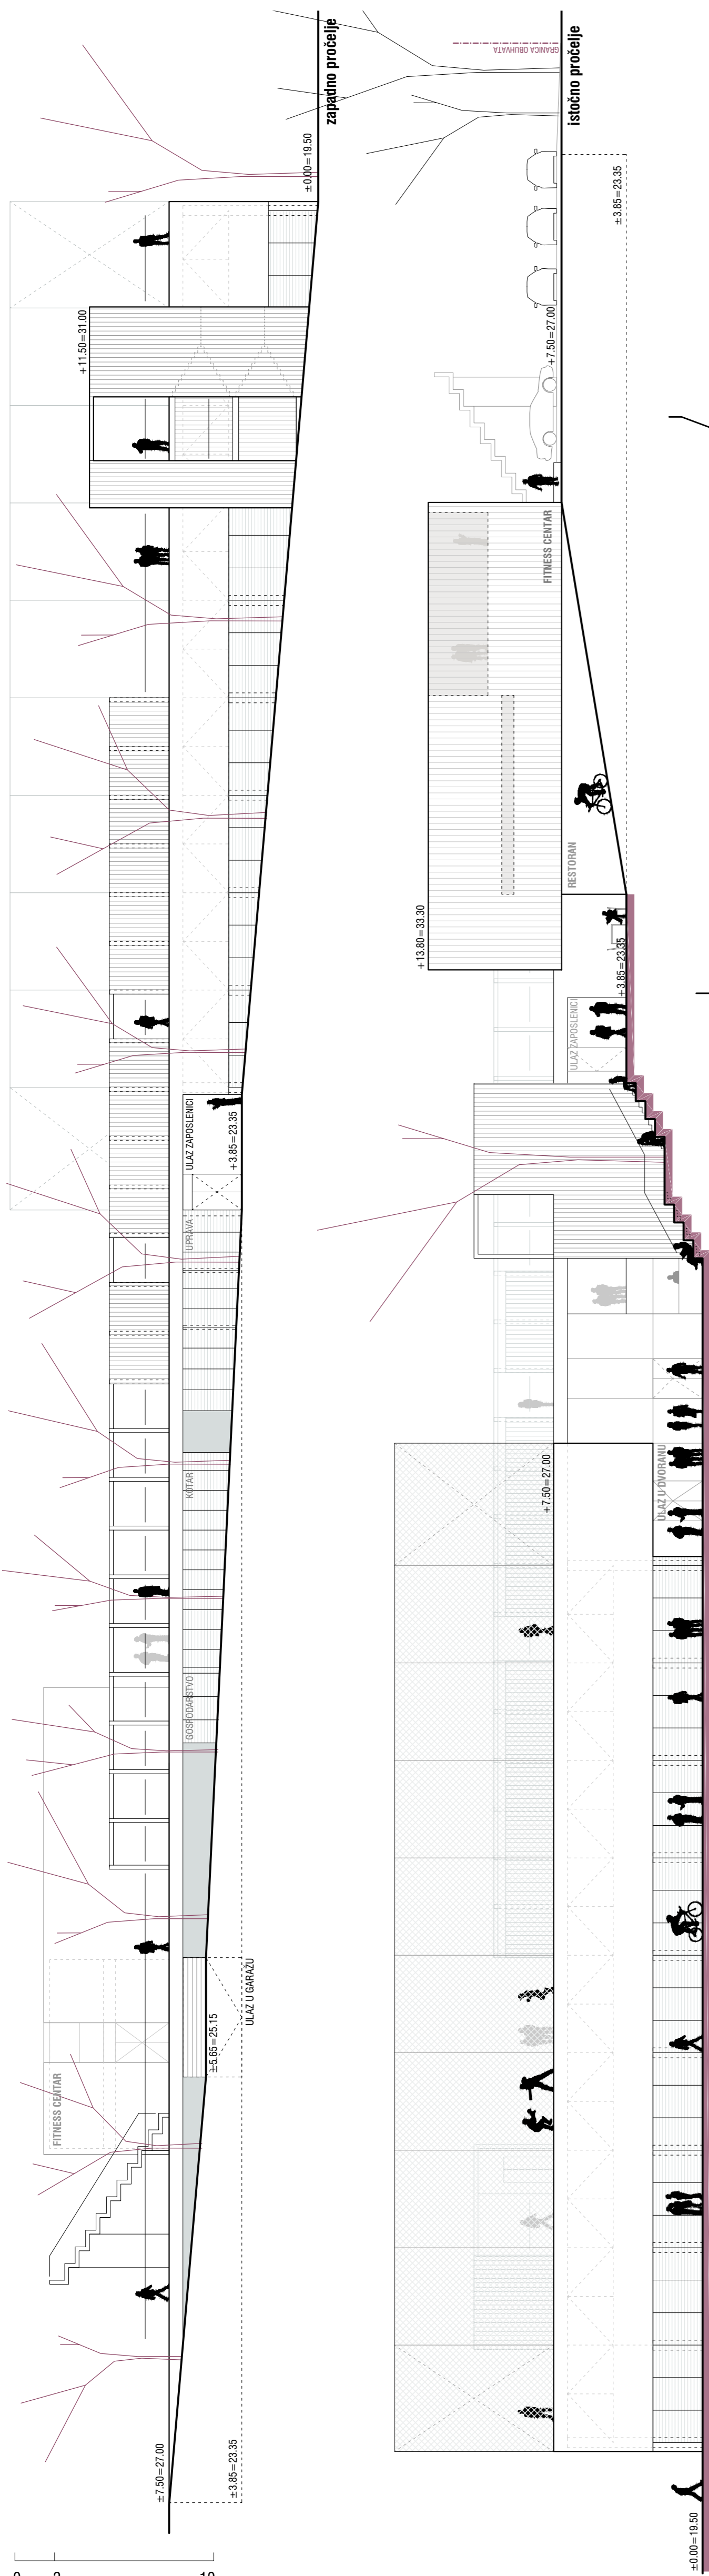 zapadno pročelje
±0.00=19.50
+11.50=31.00
ULAZ ZAPOSLENICI
+3.85=23.35
UPRAVA
KOTAR
GOSPODARSTVO
ULAZ U GARAŽU
±5.65=25.15
FITNESS CENTAR
±7.50=27.00
±3.85=23.35
0 2 10
istočno pročelje
GRANICA OBUHVATA
±3.85=23.35
+7.50=27.00
FITNESS CENTAR
RESTORAN
+13.80=33.30
+3.85=23.35
ULAZ ZAPOSLENICI
+7.50=27.00
ULAZ U DVORANU
±0.00=19.50